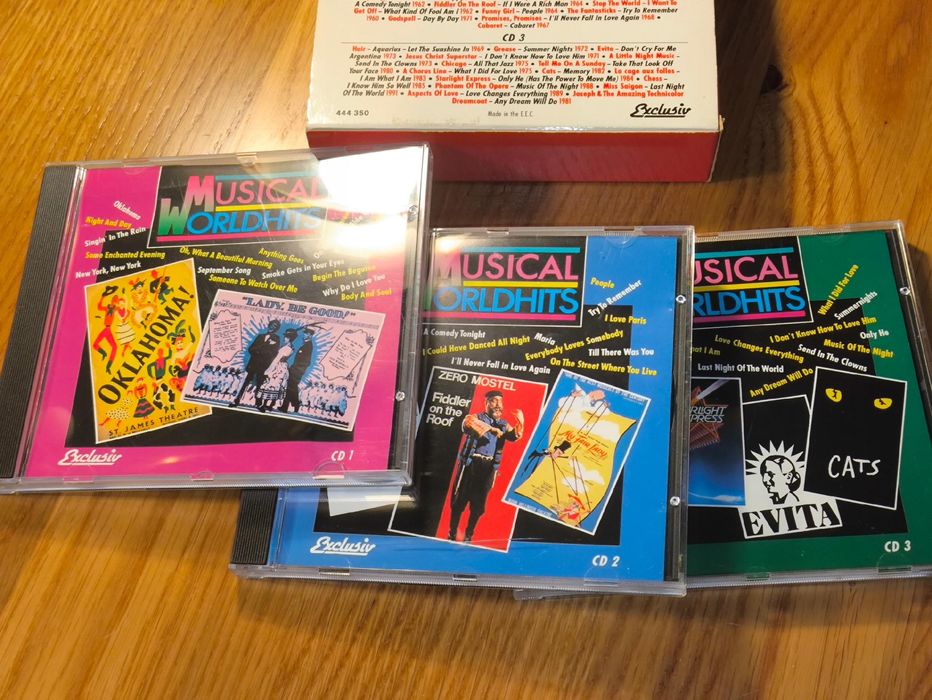 A Comedy Tonight 1962 • Fiddler On The Roof – If I Were a Rich Man 1964 • Stop The World – I Want To
Get Off – What Kind Of Fool Am I 1962 • Funny Girl – People 1964 • The Fantasticks – Try To Remember
1960 • Godspell – Day By Day 1971 • Promises, Promises – I'll Never Fall In Love Again 1968 •
Cabaret – Cabaret 1967
CD 3
Hair – Aquarius – Let The Sunshine In 1969 • Grease – Summer Nights 1972 • Evita – Don't Cry For Me
Argentina 1973 • Jesus Christ Superstar – I Don't Know How To Love Him 1971 • A Little Night Music –
Send In The Clowns 1973 • Chicago – All That Jazz 1975 • Tell Me On A Sunday – Take That Look Off
Your Face 1980 • A Chorus Line – What I Did For Love 1975 • Cats – Memory 1982 • La cage aux folles –
I Am What I Am 1983 • Starlight Express – Only He (Has The Power To Move Me) 1984 • Chess –
I Know Him So Well 1985 • Phantom Of The Opera – Music Of The Night 1988 • Miss Saigon – Last Night
Of The World 1991 • Aspects Of Love – Love Changes Everything 1989 • Joseph & The Amazing Technicolor
Dreamcoat – Any Dream Will Do 1981
444 350
Made in the E.E.C.
Exclusiv
MUSICAL
WORLDHITS
Oklahoma
Night And Day
Singin' In The Rain
Some Enchanted Evening
New York, New York
Oh, What A Beautiful Morning
September Song
Someone To Watch Over Me
Anything Goes
Smoke Gets in Your Eyes
Begin The Beguine
Why Do I Love You
Body And Soul
OKLAHOMA!
ST. JAMES THEATRE
"LADY, BE GOOD!"
Exclusiv
CD 1
MUSICAL
WORLDHITS
People
Try To Remember
I Love Paris
A Comedy Tonight
Maria
I Could Have Danced All Night
Everybody Loves Somebody
Till There Was You
I'll Never Fall in Love Again
On The Street Where You Live
ZERO MOSTEL
Fiddler
on the
Roof
My Fair Lady
Exclusiv
CD 2
MUSICAL
WORLDHITS
What I Did For Love
Summernights
I Don't Know How To Love Him
Only He
Love Changes Everything
Music Of The Night
What I Am
Send In The Clowns
Last Night Of The World
Any Dream Will Do
STARLIGHT
EXPRESS
EVITA
CATS
CD 3